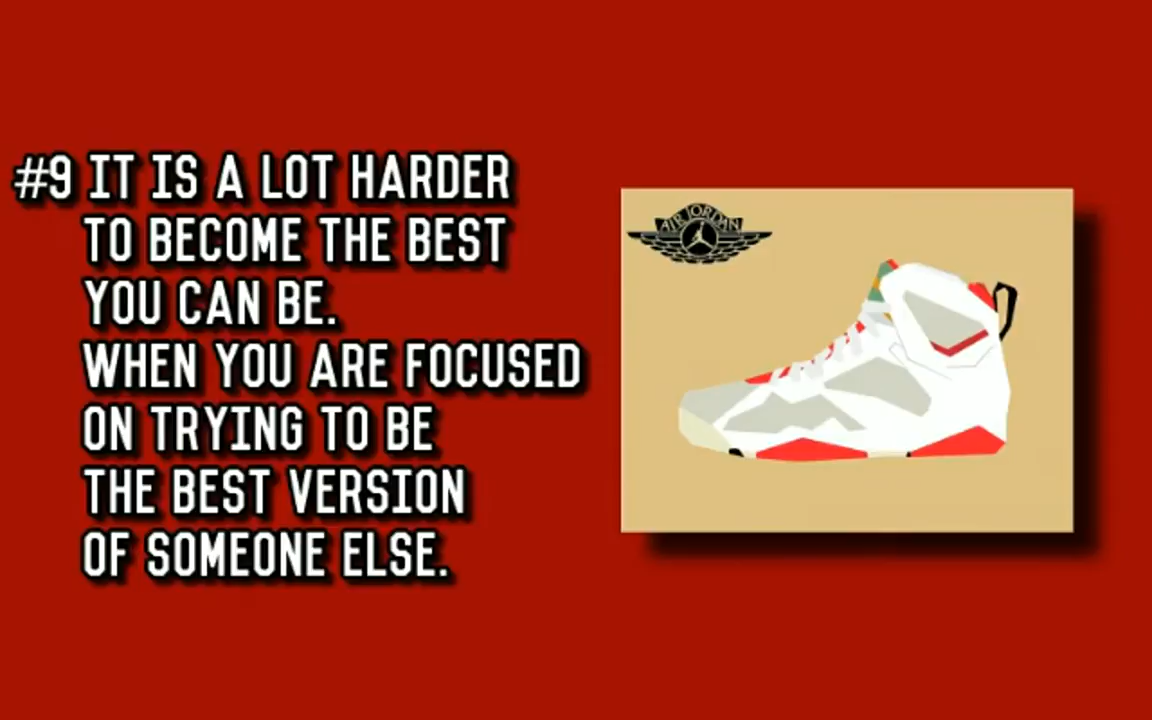 #9 IT IS A LOT HARDER
TO BECOME THE BEST
YOU CAN BE.
WHEN YOU ARE FOCUSED
ON TRYING TO BE
THE BEST VERSION
OF SOMEONE ELSE.
AIR JORDAN